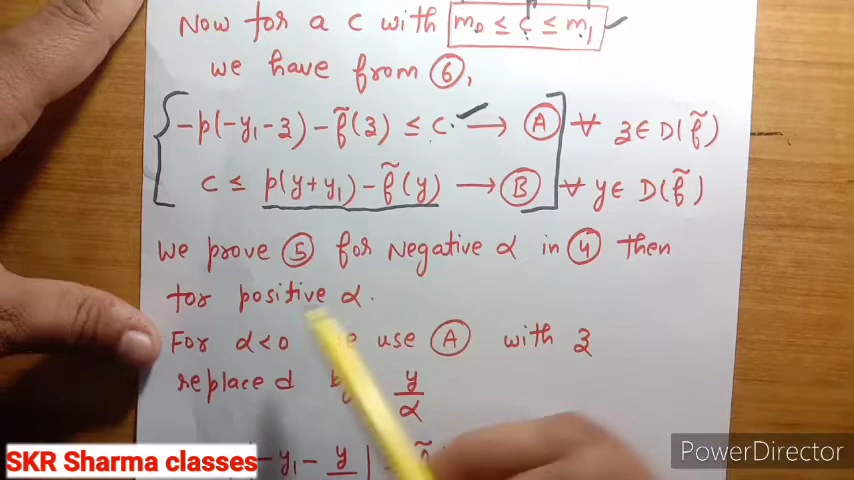 Now for a C with m₀ ≤ c ≤ m₁
we have from ⑥,
-p(-y₁-z) - f̃(z) ≤ c. → Ⓐ ∀ z ∈ D(f̃)
c ≤ p(y+y₁) - f̃(y) → Ⓑ ∀ y ∈ D(f̃)
We prove ⑤ for Negative α in ④ then
for positive α.
For α<0 use Ⓐ with z
replaced y/α
-y₁ - y
SKR Sharma classes
PowerDirector